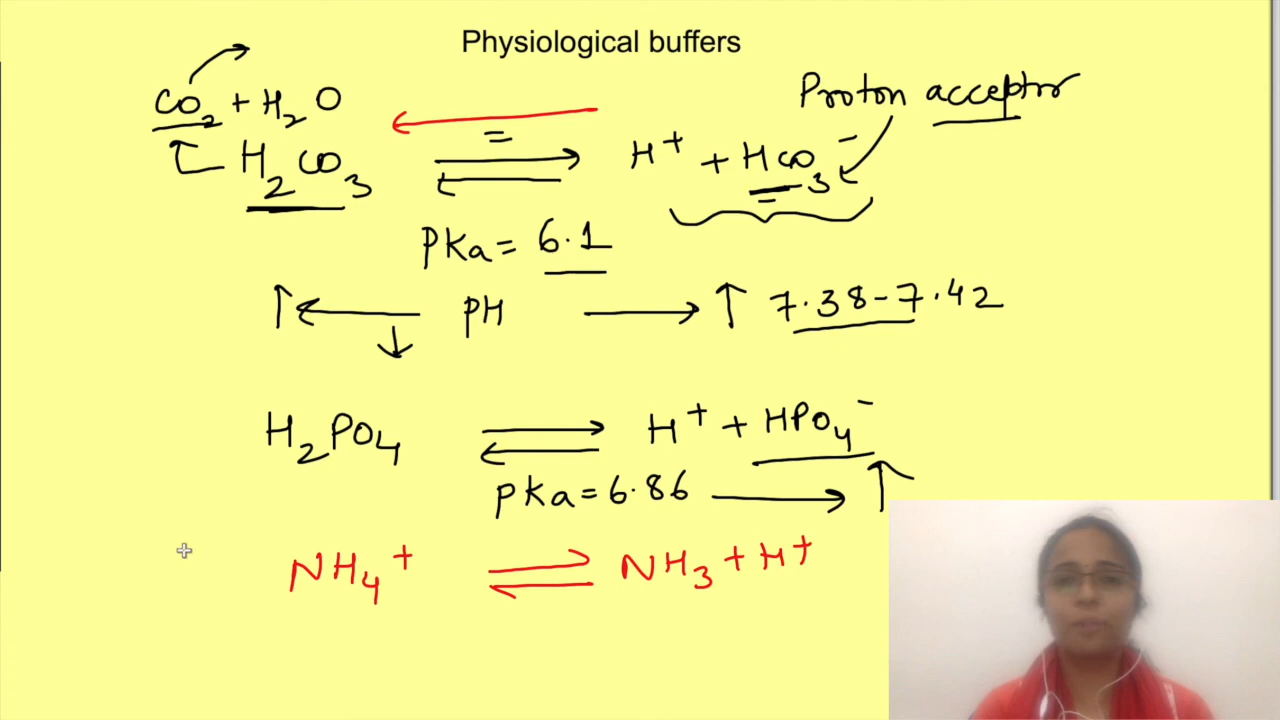 Physiological buffers
CO2 + H2O
Proton acceptor
H2CO3 ⇌ H+ + HCO3-
=
pKa = 6.1
↑ ← PH → ↑ 7.38-7.42
↓
H2PO4 ⇌ H+ + HPO4-
pKa = 6.86 → ↑
NH4+ ⇌ NH3 + H+